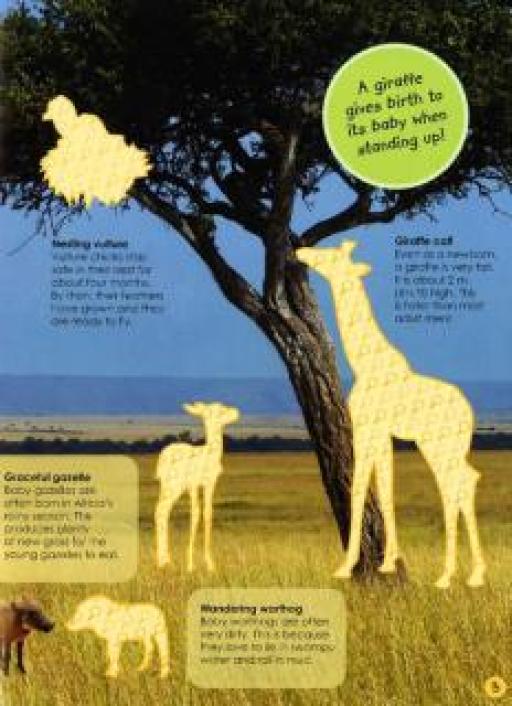 A giraffe
gives birth to
its baby when
standing up!
Nestling vulture
Vulture chicks stay
safe in their nest for
about four months.
By then, their feathers
have grown and they
are ready to fly.
Giraffe calf
Even as a newborn,
a giraffe is very tall.
It is about 2 m
high. This
is taller than most
adult men!
Graceful gazelle
Baby gazelles are
often born in Africa's
rainy season. This
produces plenty
of new grass for the
young gazelles to eat.
Wandering warthog
Baby warthogs are often
very dirty. This is because
they love to lie in swampy
water and roll in mud.